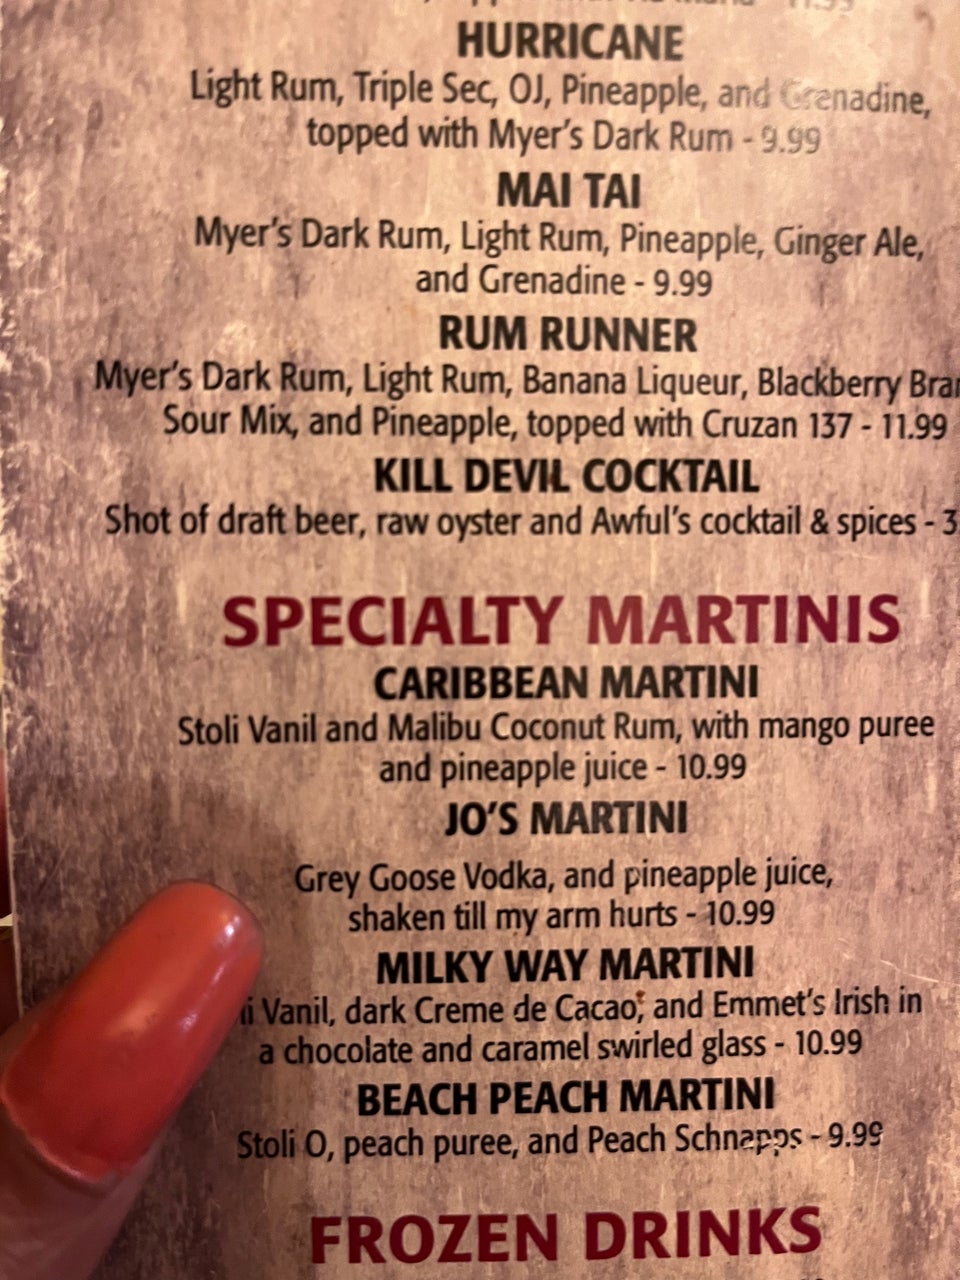 HURRICANE
Light Rum, Triple Sec, OJ, Pineapple, and Grenadine,
topped with Myer's Dark Rum - 9.99
MAI TAI
Myer's Dark Rum, Light Rum, Pineapple, Ginger Ale,
and Grenadine - 9.99
RUM RUNNER
Myer's Dark Rum, Light Rum, Banana Liqueur, Blackberry
Sour Mix, and Pineapple, topped with Cruzan 137 - 11.99
KILL DEVIL COCKTAIL
Shot of draft beer, raw oyster and Awful's cocktail & spices - 3
SPECIALTY MARTINIS
CARIBBEAN MARTINI
Stoli Vanil and Malibu Coconut Rum, with mango puree
and pineapple juice - 10.99
JO'S MARTINI
Grey Goose Vodka, and pineapple juice,
shaken till my arm hurts - 10.99
MILKY WAY MARTINI
Vanil, dark Creme de Cacao, and Emmet's Irish in
a chocolate and caramel swirled glass - 10.99
BEACH PEACH MARTINI
Stoli O, peach puree, and Peach Schnapps - 9.99
FROZEN DRINKS